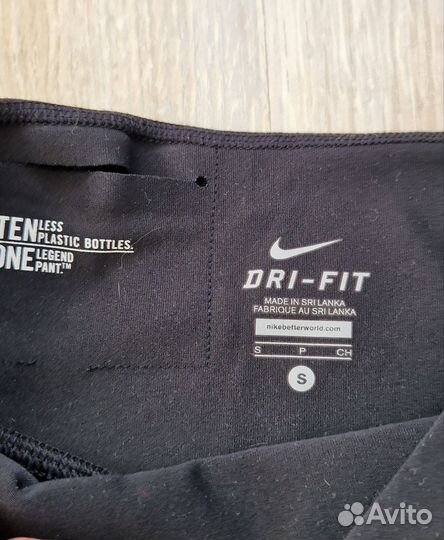 TEN LESS PLASTIC BOTTLES.
ONE LEGEND PANT.™
DRI-FIT
MADE IN SRI LANKA
FABRIQUE AU SRI LANKA
nikebetterworld.com
S P CH
S
Avito